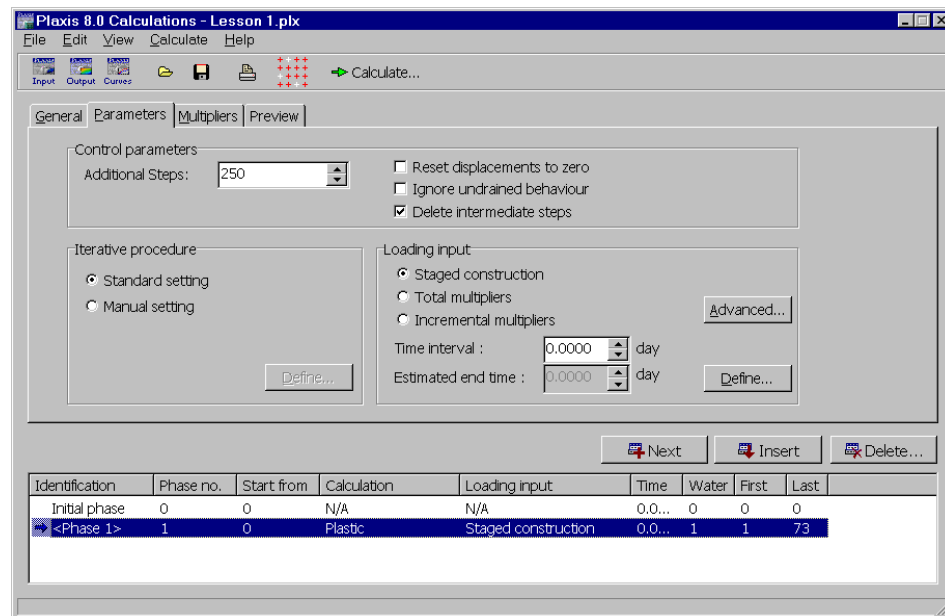 Plaxis 8.0 Calculations - Lesson 1.plx
File Edit View Calculate Help
Input Output Curves Calculate...
General Parameters Multipliers Preview
Control parameters
Additional Steps: 250
Reset displacements to zero
Ignore undrained behaviour
Delete intermediate steps
Iterative procedure
Standard setting
Manual setting
Define...
Loading input
Staged construction
Total multipliers
Incremental multipliers
Advanced...
Time interval : 0.0000 day
Estimated end time : 0.0000 day Define...
Next Insert Delete...
Identification Phase no. Start from Calculation Loading input Time Water First Last
Initial phase 0 0 N/A N/A 0.0... 0 0 0
<Phase 1> 1 0 Plastic Staged construction 0.0... 1 1 73